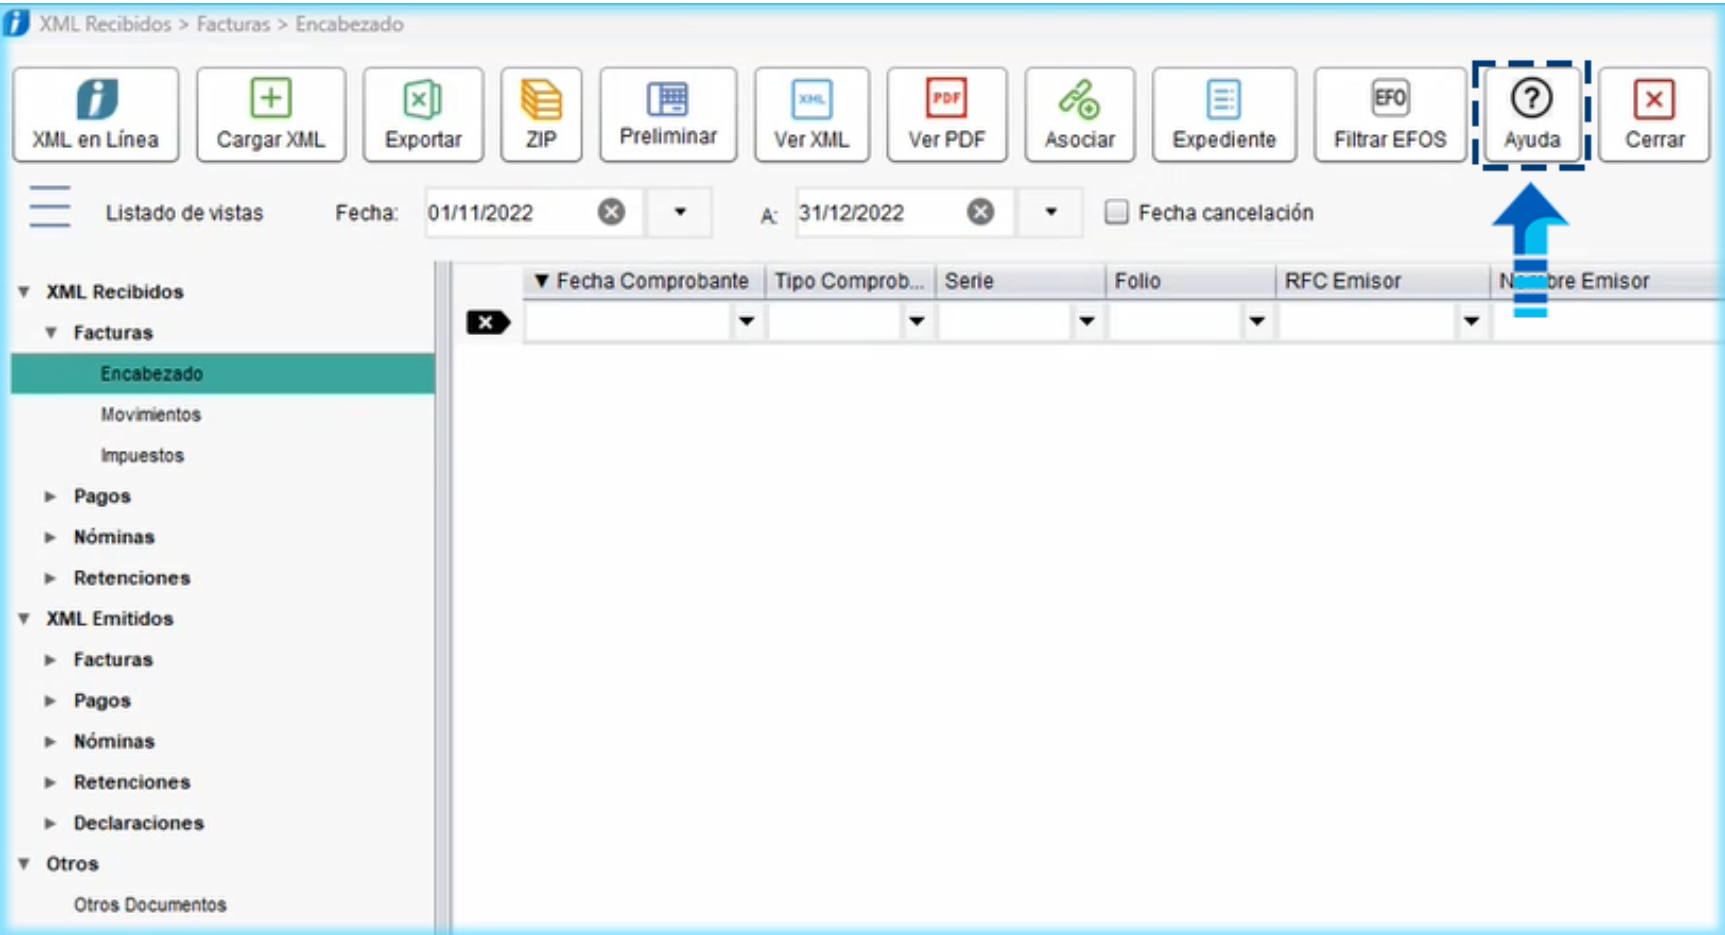 XML Recibidos > Facturas > Encabezado
XML en Línea
Cargar XML
Exportar
ZIP
Preliminar
XML
Ver XML
PDF
Ver PDF
Asociar
Expediente
EFO
Filtrar EFOS
Ayuda
Cerrar
Listado de vistas
Fecha: 01/11/2022
A: 31/12/2022
Fecha cancelación
Fecha Comprobante
Tipo Comprob...
Serie
Folio
RFC Emisor
Emisor
XML Recibidos
Facturas
Encabezado
Movimientos
Impuestos
Pagos
Nóminas
Retenciones
XML Emitidos
Facturas
Pagos
Nóminas
Retenciones
Declaraciones
Otros
Otros Documentos